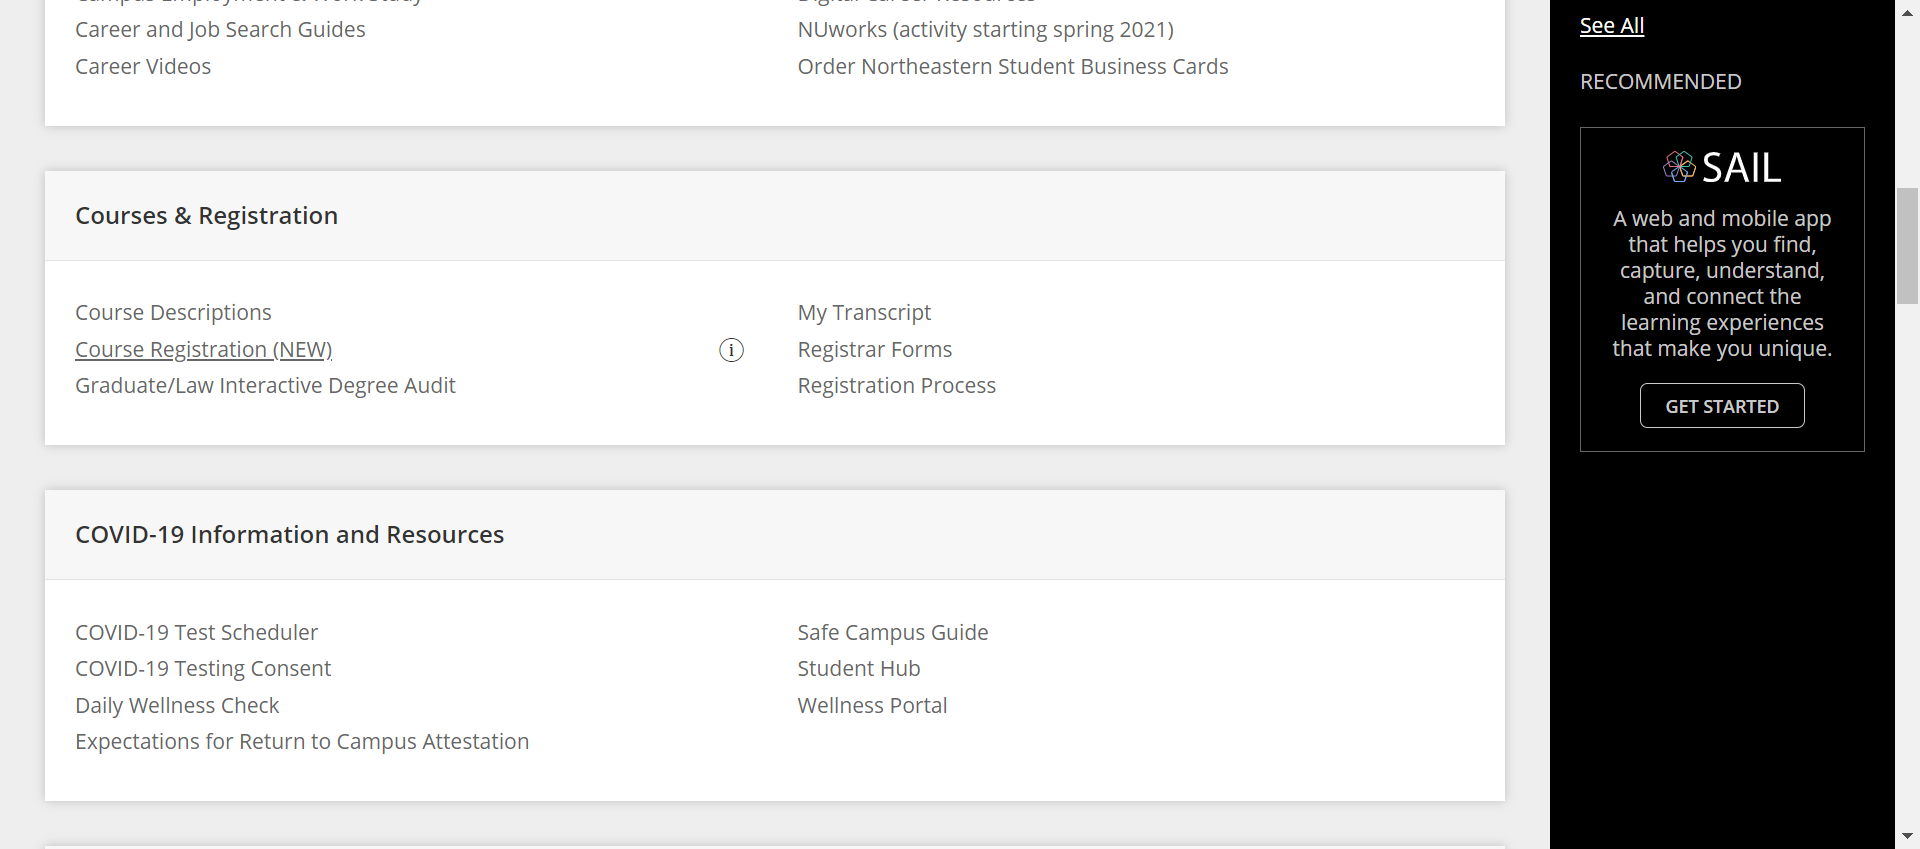 Career and Job Search Guides
Career Videos
NUworks (activity starting spring 2021)
Order Northeastern Student Business Cards
Courses & Registration
Course Descriptions
Course Registration (NEW)
Graduate/Law Interactive Degree Audit
My Transcript
Registrar Forms
Registration Process
COVID-19 Information and Resources
COVID-19 Test Scheduler
COVID-19 Testing Consent
Daily Wellness Check
Expectations for Return to Campus Attestation
Safe Campus Guide
Student Hub
Wellness Portal
See All
RECOMMENDED
SAIL
A web and mobile app
that helps you find,
capture, understand,
and connect the
learning experiences
that make you unique.
GET STARTED